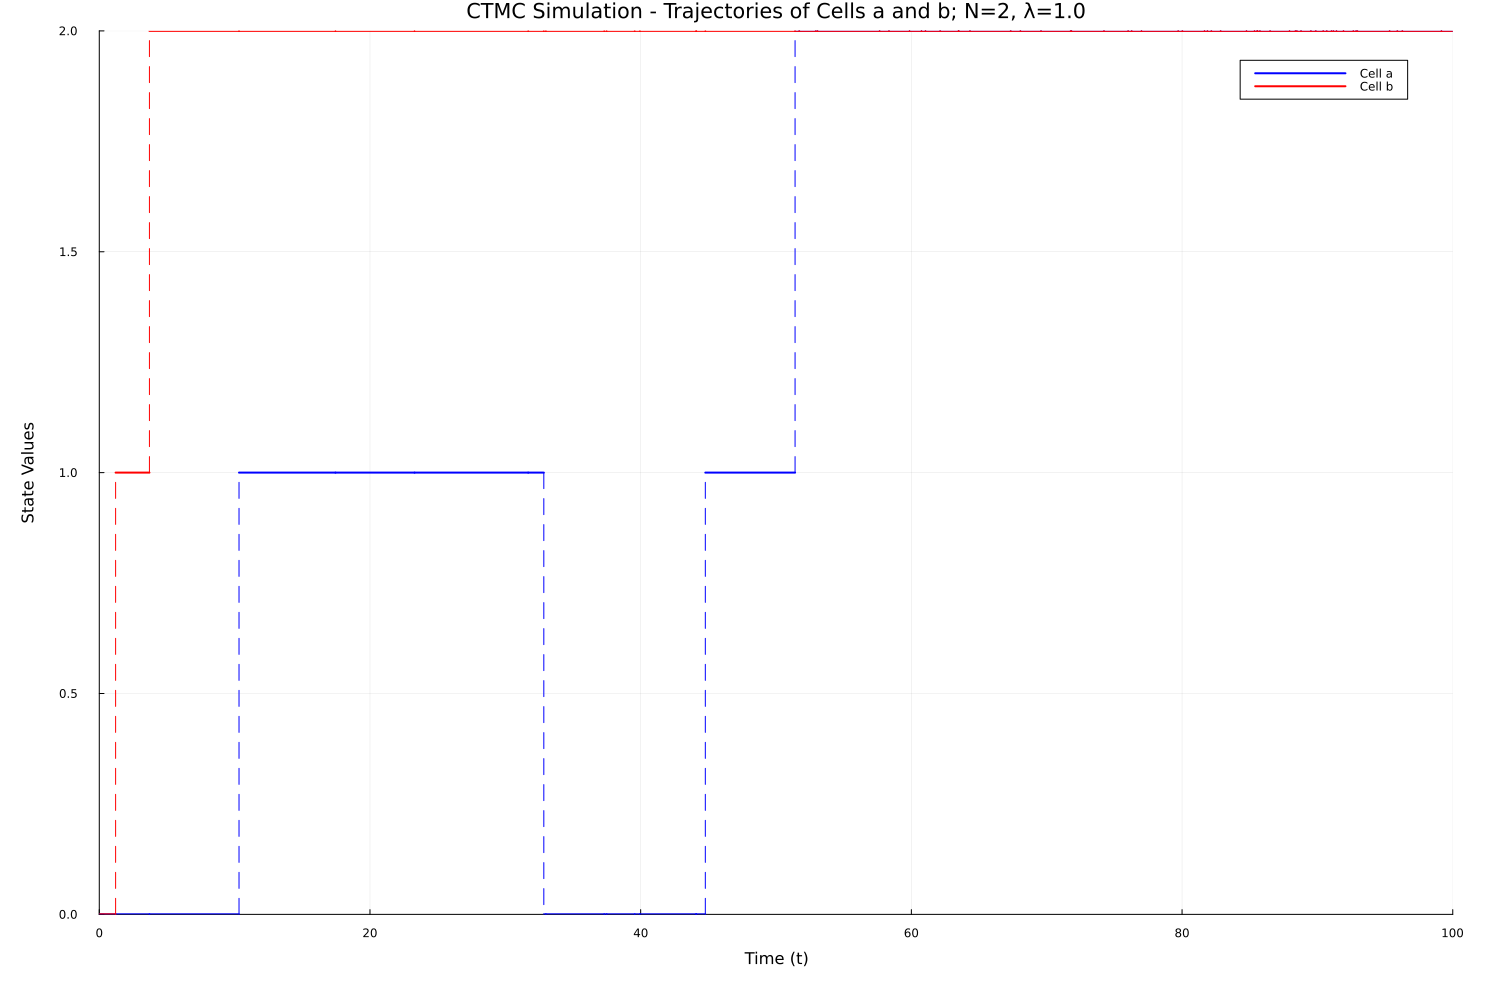 CTMC Simulation - Trajectories of Cells a and b; N=2, λ=1.0
2.0
Cell a
Cell b
1.5
1.0
State Values
0.5
0.0
0 20 40 60 80 100
Time (t)